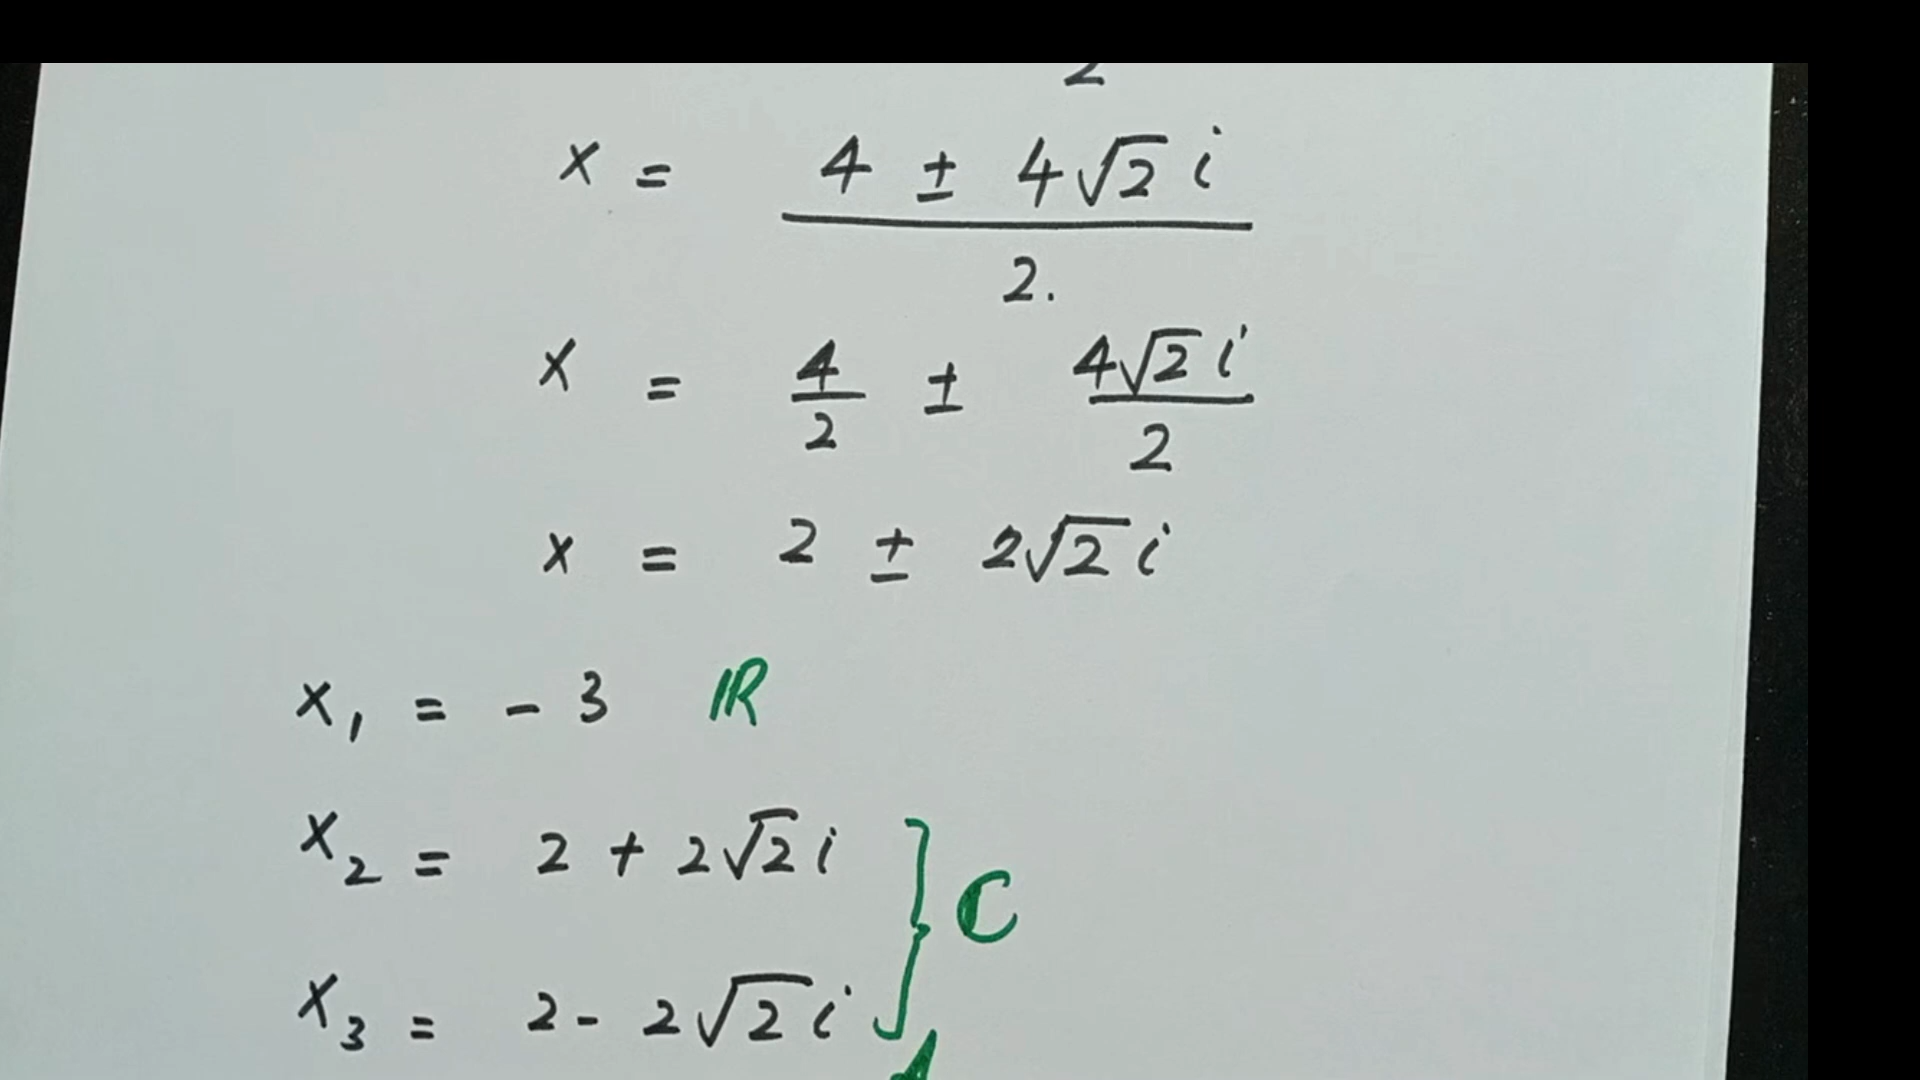 2
x = 4 ± 4√2 i
2.
x = 4/2 ± 4√2 i/2
x = 2 ± 2√2 i
x₁ = - 3 ℝ
x₂ = 2 + 2√2 i
ℂ
x₃ = 2 - 2√2 i